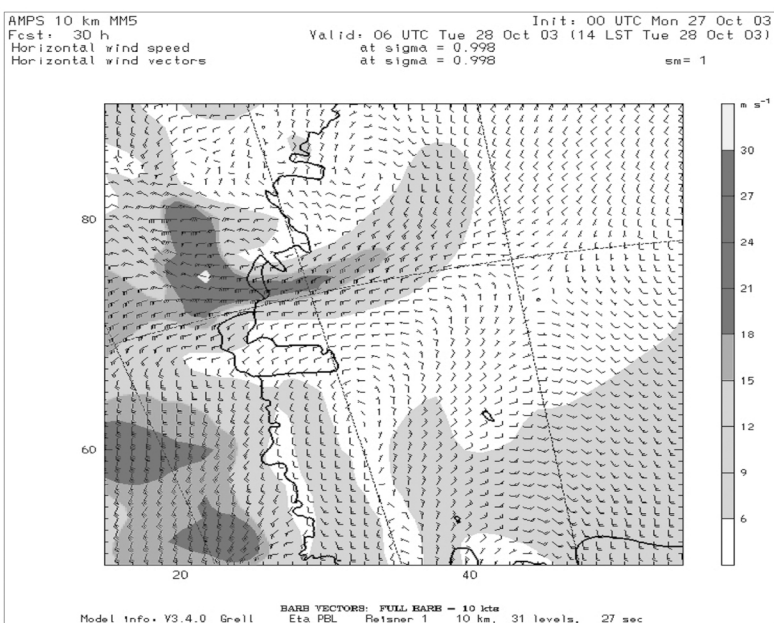 AMPS 10 km MM5 Init: 00 UTC Mon 27 Oct 03
Fcst: 30 h Valid: 06 UTC Tue 28 Oct 03 (14 LST Tue 28 Oct 03)
Horizontal wind speed at sigma = 0.998
Horizontal wind vectors at sigma = 0.998 sm= 1
m s⁻¹
30
27
80
24
21
18
15
12
60
9
6
20 40
BARB VECTORS: FULL BARB = 10 kts
Model info: V3.4.0 Grell Eta PBL Reisner 1 10 km, 31 levels, 27 sec